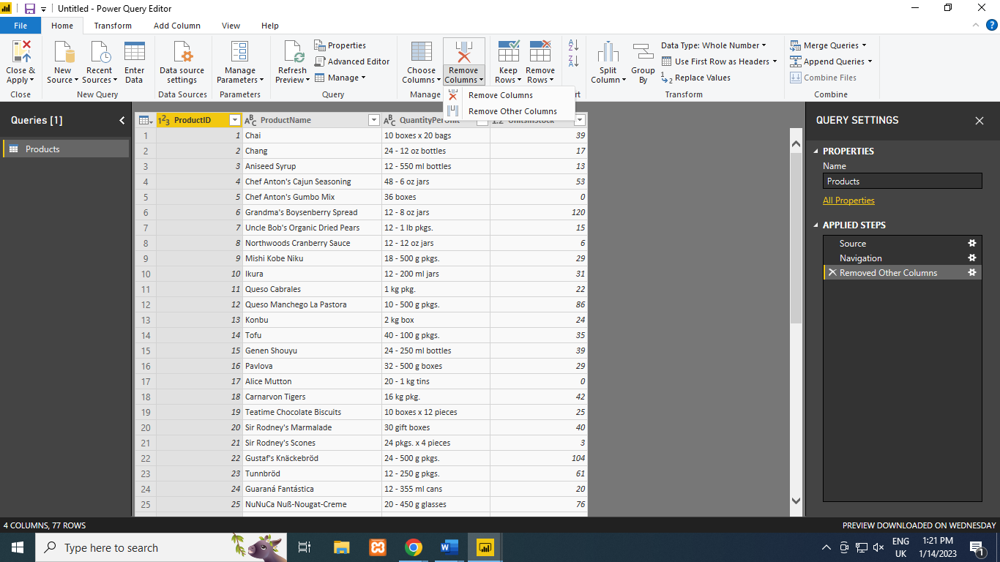 Untitled - Power Query Editor
File Home Transform Add Column View Help
Close & Apply
New Source
Recent Sources
Enter Data
Data source settings
Manage Parameters
Refresh Preview
Properties
Advanced Editor
Manage
Choose Columns
Remove Columns
Keep Rows
Remove Rows
Split Column
Group By
Data Type: Whole Number
Use First Row as Headers
Replace Values
Merge Queries
Append Queries
Combine Files
Close New Query Data Sources Parameters Query Manage rt Transform Combine
Remove Columns
Remove Other Columns
Queries [1]
Products
ProductID ProductName QuantityPerUnit UnitsInStock
1 1 Chai 10 boxes x 20 bags 39
2 2 Chang 24 - 12 oz bottles 17
3 3 Aniseed Syrup 12 - 550 ml bottles 13
4 4 Chef Anton's Cajun Seasoning 48 - 6 oz jars 53
5 5 Chef Anton's Gumbo Mix 36 boxes 0
6 6 Grandma's Boysenberry Spread 12 - 8 oz jars 120
7 7 Uncle Bob's Organic Dried Pears 12 - 1 lb pkgs. 15
8 8 Northwoods Cranberry Sauce 12 - 12 oz jars 6
9 9 Mishi Kobe Niku 18 - 500 g pkgs. 29
10 10 Ikura 12 - 200 ml jars 31
11 11 Queso Cabrales 1 kg pkg. 22
12 12 Queso Manchego La Pastora 10 - 500 g pkgs. 86
13 13 Konbu 2 kg box 24
14 14 Tofu 40 - 100 g pkgs. 35
15 15 Genen Shouyu 24 - 250 ml bottles 39
16 16 Pavlova 32 - 500 g boxes 29
17 17 Alice Mutton 20 - 1 kg tins 0
18 18 Carnarvon Tigers 16 kg pkg. 42
19 19 Teatime Chocolate Biscuits 10 boxes x 12 pieces 25
20 20 Sir Rodney's Marmalade 30 gift boxes 40
21 21 Sir Rodney's Scones 24 pkgs. x 4 pieces 3
22 22 Gustaf's Knäckebröd 24 - 500 g pkgs. 104
23 23 Tunnbröd 12 - 250 g pkgs. 61
24 24 Guaraná Fantástica 12 - 355 ml cans 20
25 25 NuNuCa Nuß-Nougat-Creme 20 - 450 g glasses 76
QUERY SETTINGS
PROPERTIES
Name
Products
All Properties
APPLIED STEPS
Source
Navigation
Removed Other Columns
4 COLUMNS, 77 ROWS
PREVIEW DOWNLOADED ON WEDNESDAY
Type here to search
ENG
UK
1:21 PM
1/14/2023
1